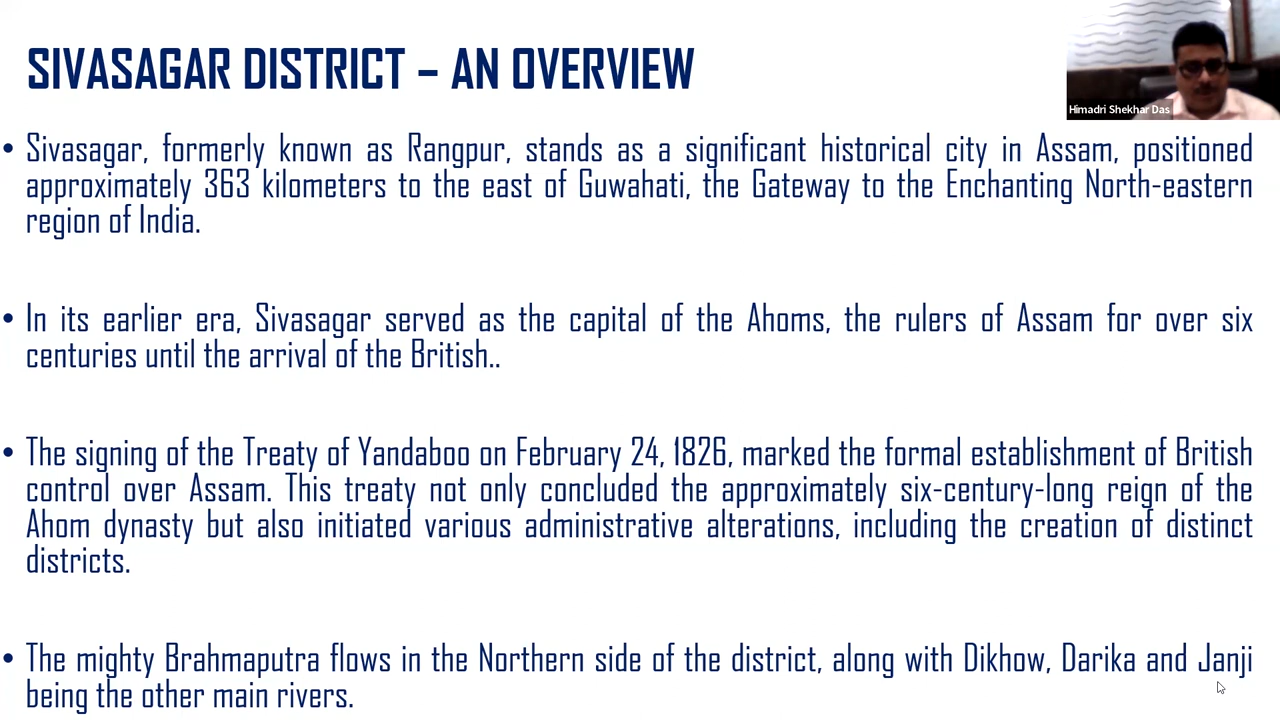 SIVASAGAR DISTRICT – AN OVERVIEW
Himadri Shekhar Das
• Sivasagar, formerly known as Rangpur, stands as a significant historical city in Assam, positioned
approximately 363 kilometers to the east of Guwahati, the Gateway to the Enchanting North-eastern
region of India.
• In its earlier era, Sivasagar served as the capital of the Ahoms, the rulers of Assam for over six
centuries until the arrival of the British..
• The signing of the Treaty of Yandaboo on February 24, 1826, marked the formal establishment of British
control over Assam. This treaty not only concluded the approximately six-century-long reign of the
Ahom dynasty but also initiated various administrative alterations, including the creation of distinct
districts.
• The mighty Brahmaputra flows in the Northern side of the district, along with Dikhow, Darika and Janji
being the other main rivers.